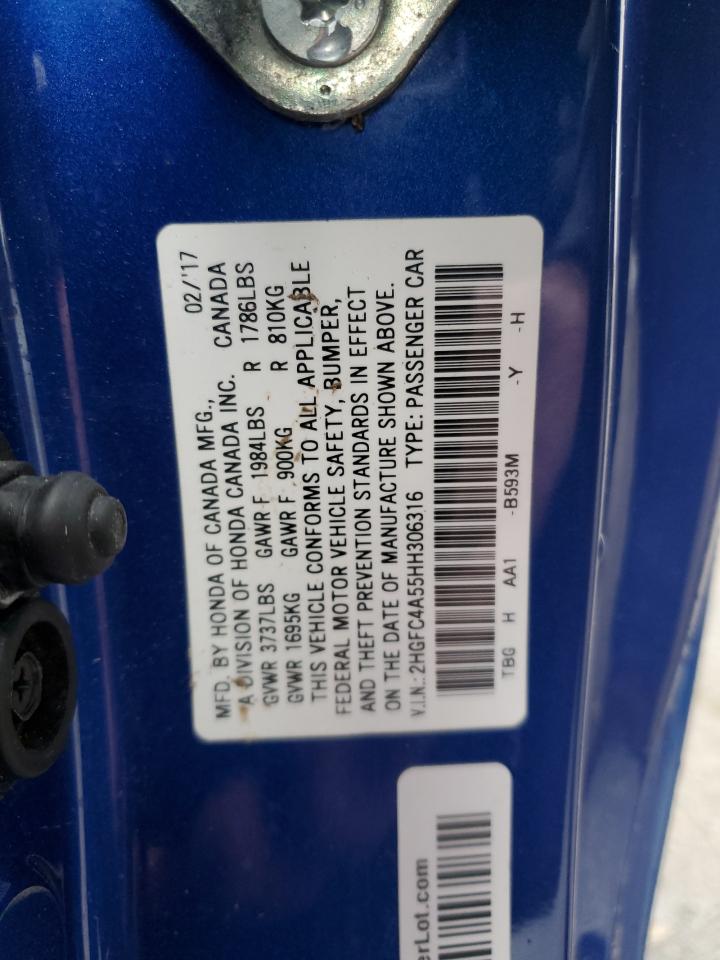 MFD. BY HONDA OF CANADA MFG., 02/'17
A DIVISION OF HONDA CANADA INC. CANADA
GVWR 3737LBS GAWR F 1984LBS R 1786LBS
GVWR 1695KG GAWR F 900KG R 810KG
THIS VEHICLE CONFORMS TO ALL APPLICABLE
FEDERAL MOTOR VEHICLE SAFETY, BUMPER,
AND THEFT PREVENTION STANDARDS IN EFFECT
ON THE DATE OF MANUFACTURE SHOWN ABOVE.
V.I.N.: 2HGFC4A55HH306316 TYPE: PASSENGER CAR
TBG H AA1 -B593M -Y -H
erLot.com